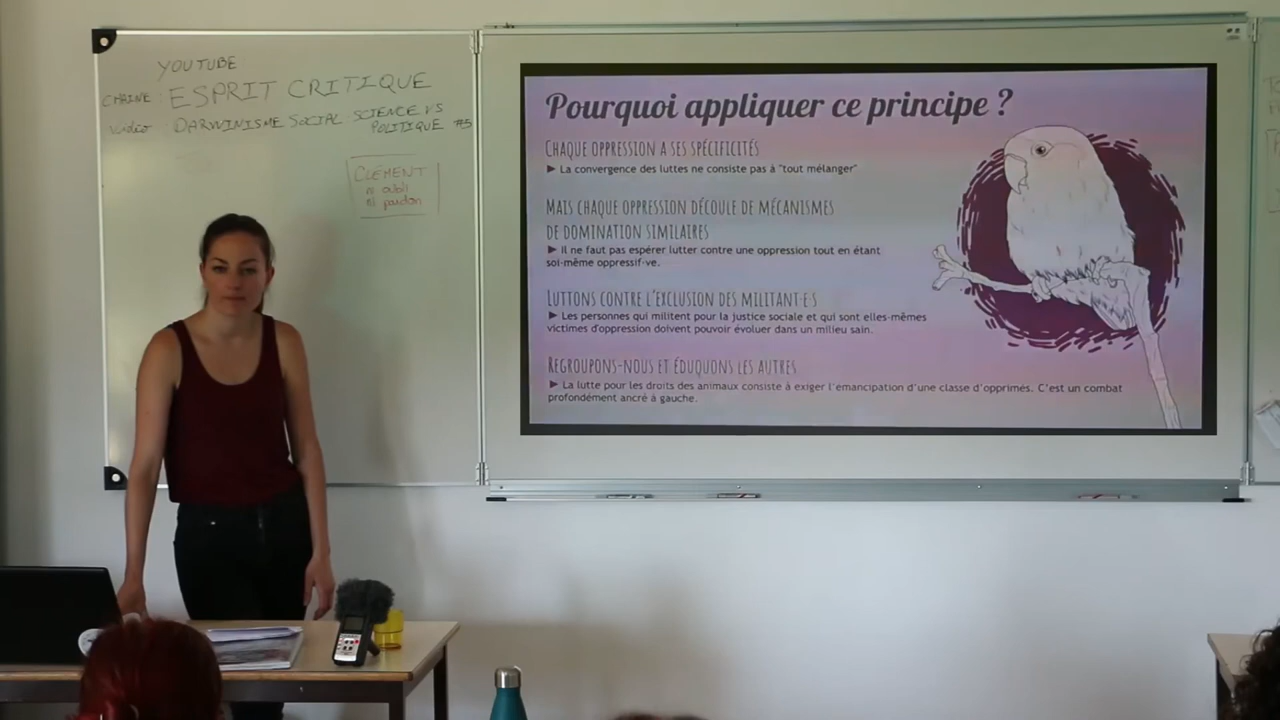 YOUTUBE
CHAINE : ESPRIT CRITIQUE
Vidéo : DARWINISME SOCIAL : SCIENCE VS
POLITIQUE #5
CLEMENT
ni oubli
ni pardon
Pourquoi appliquer ce principe ?
CHAQUE OPPRESSION A SES SPÉCIFICITÉS
► La convergence des luttes ne consiste pas à "tout mélanger"
MAIS CHAQUE OPPRESSION DÉCOULE DE MÉCANISMES
DE DOMINATION SIMILAIRES
► Il ne faut pas espérer lutter contre une oppression tout en étant
soi-même oppressif·ve.
LUTTONS CONTRE L'EXCLUSION DES MILITANT·E·S
► Les personnes qui militent pour la justice sociale et qui sont elles-mêmes
victimes d'oppression doivent pouvoir évoluer dans un milieu sain.
REGROUPONS-NOUS ET ÉDUQUONS LES AUTRES
► La lutte pour les droits des animaux consiste à exiger l'émancipation d'une classe d'opprimés. C'est un combat
profondément ancré à gauche.